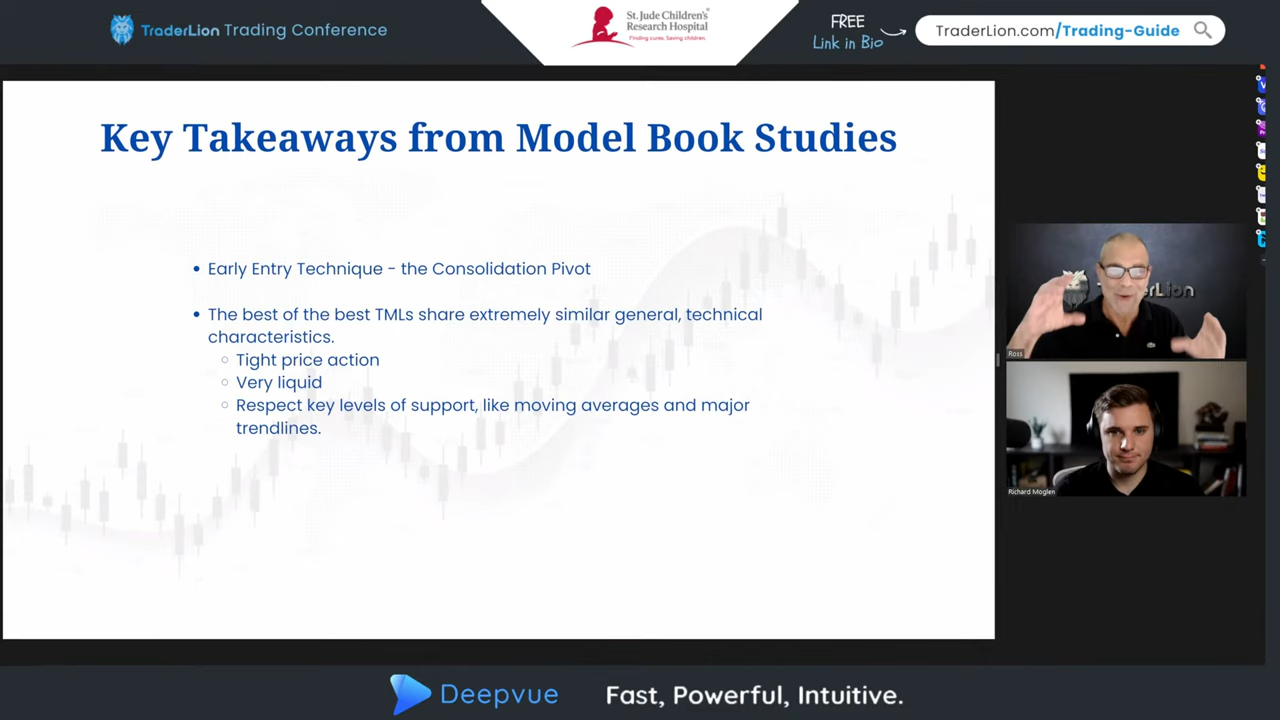 TraderLion Trading Conference
St. Jude Children's
Research Hospital
Finding cures. Saving children.
FREE
Link in Bio
TraderLion.com/Trading-Guide
Key Takeaways from Model Book Studies
• Early Entry Technique - the Consolidation Pivot
• The best of the best TMLs share extremely similar general, technical
characteristics.
○ Tight price action
○ Very liquid
○ Respect key levels of support, like moving averages and major
trendlines.
Ross
Richard Moglen
Deepvue
Fast, Powerful, Intuitive.